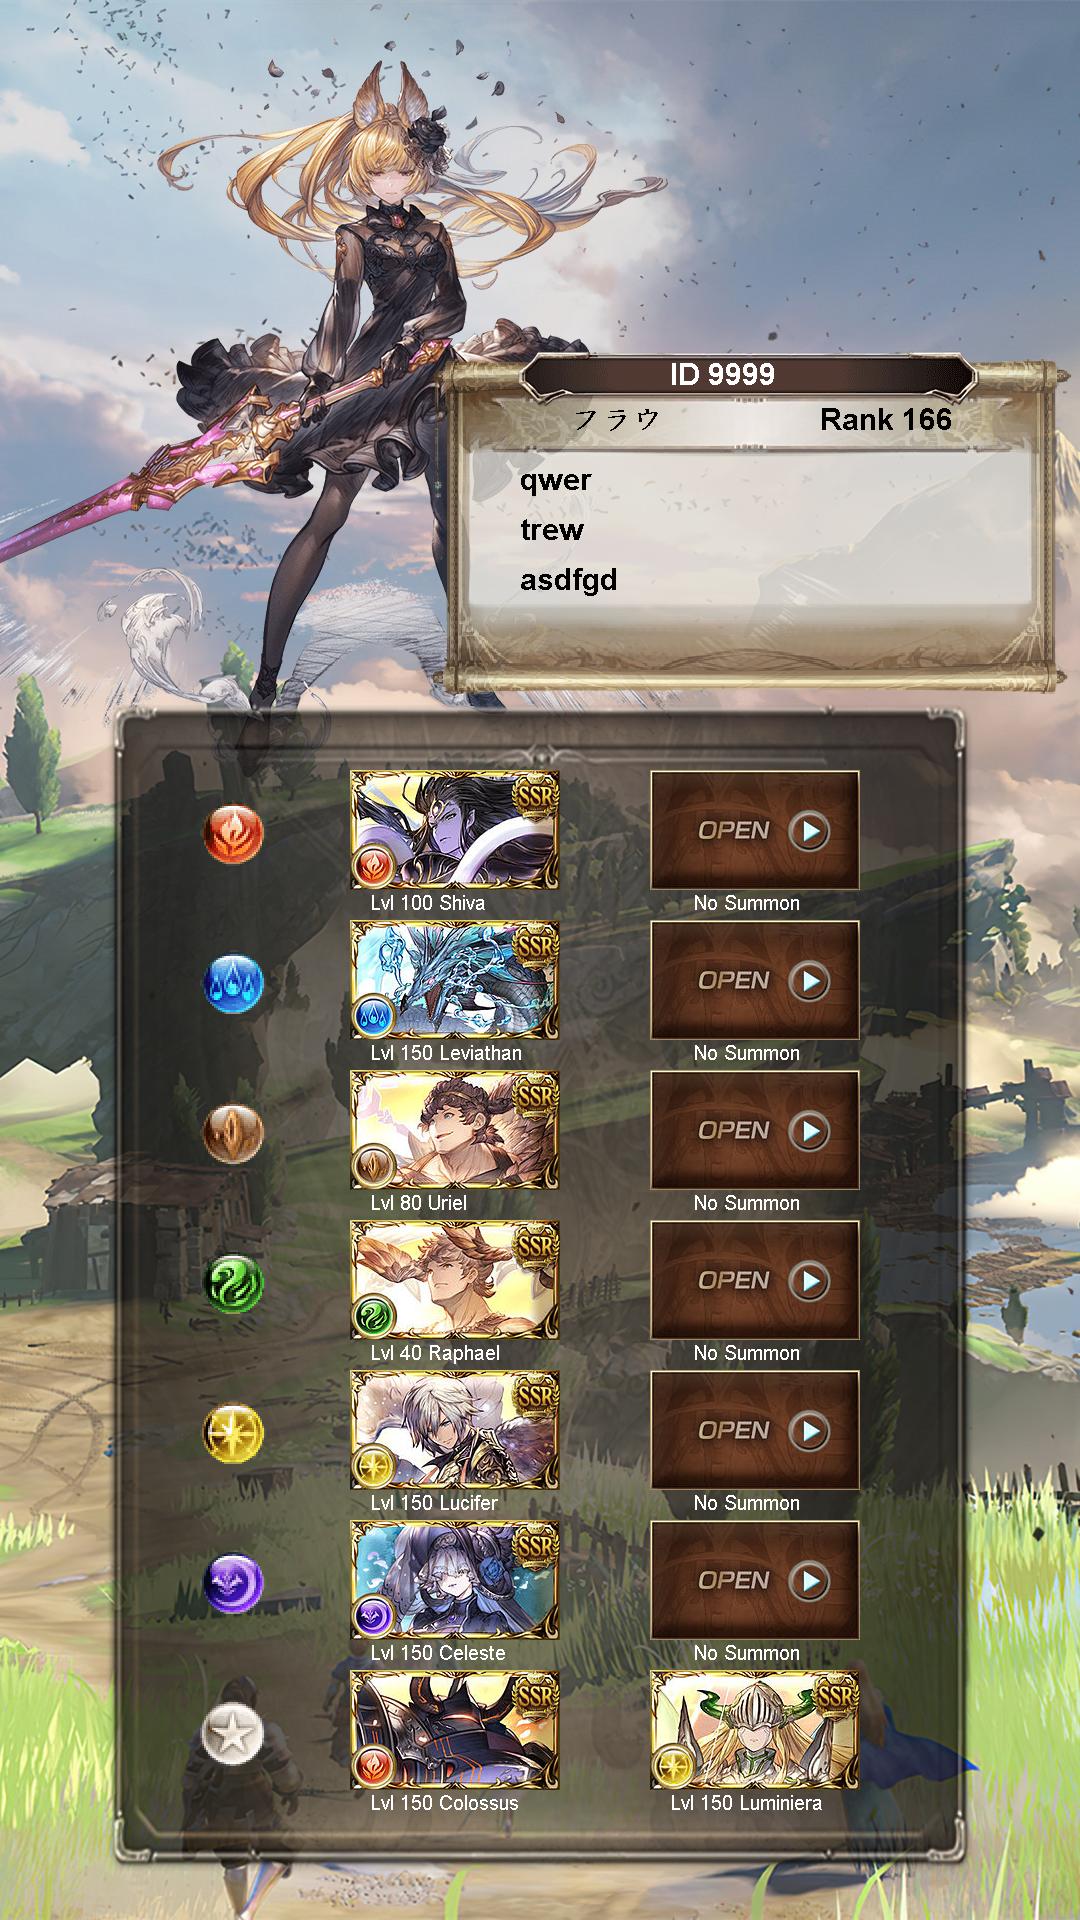 ID 9999
フラウ Rank 166
qwer
trew
asdfgd
SSR
OPEN
Lvl 100 Shiva No Summon
SSR
OPEN
Lvl 150 Leviathan No Summon
SSR
OPEN
Lvl 80 Uriel No Summon
SSR
OPEN
Lvl 40 Raphael No Summon
SSR
OPEN
Lvl 150 Lucifer No Summon
SSR
OPEN
Lvl 150 Celeste No Summon
SSR SSR
Lvl 150 Colossus Lvl 150 Luminiera